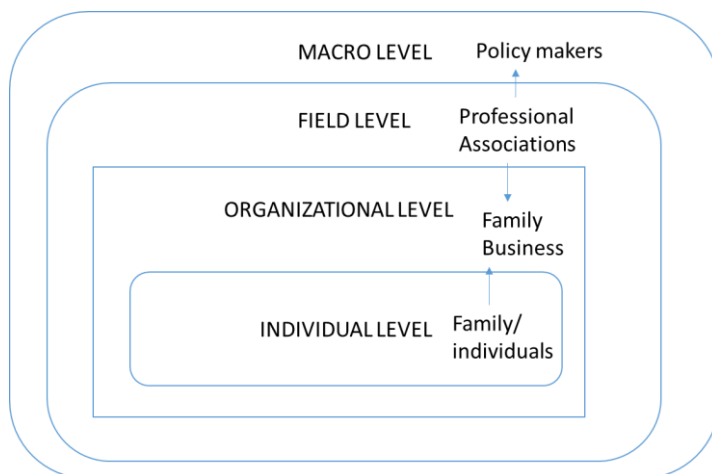 MACRO LEVEL Policy makers
FIELD LEVEL Professional
Associations
ORGANIZATIONAL LEVEL Family
Business
INDIVIDUAL LEVEL Family/
individuals